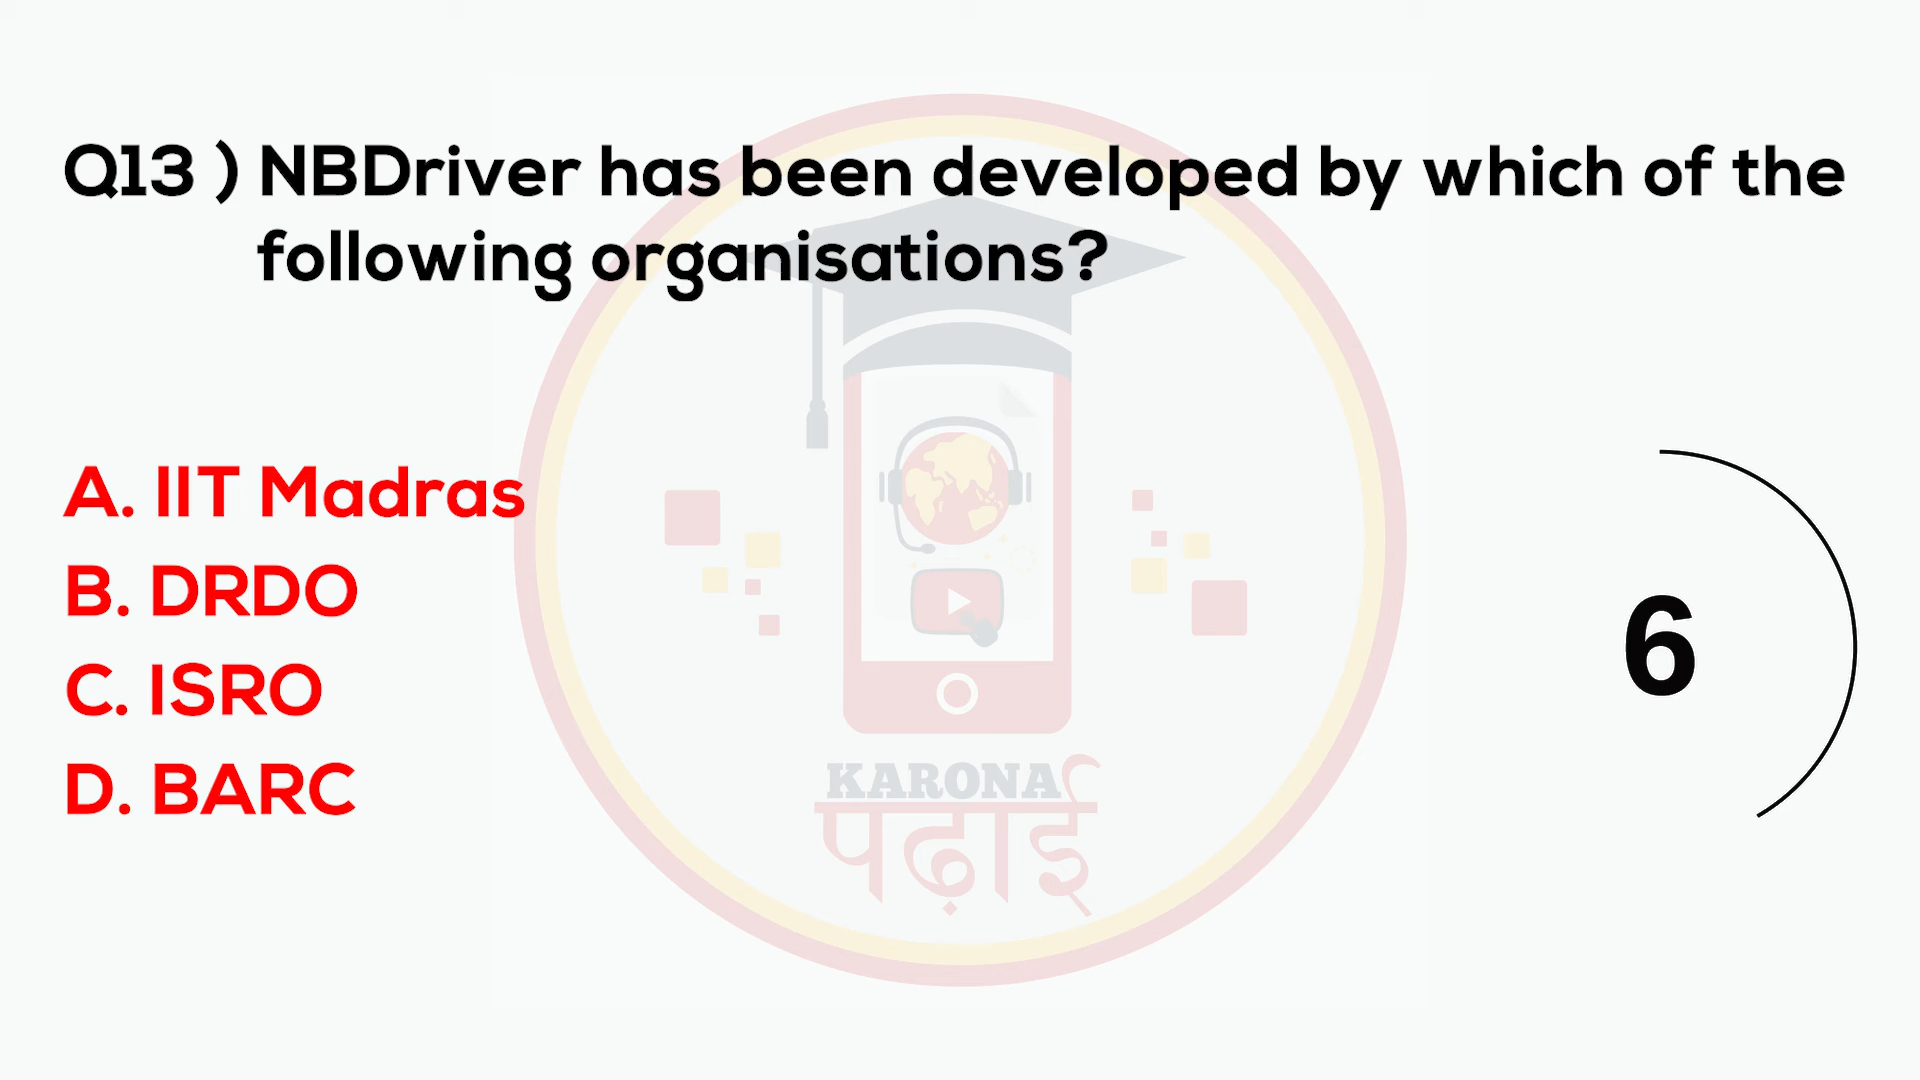 Q13 ) NBDriver has been developed by which of the
following organisations?
A. IIT Madras
B. DRDO
C. ISRO
D. BARC
6
KARONA
पढ़ाई